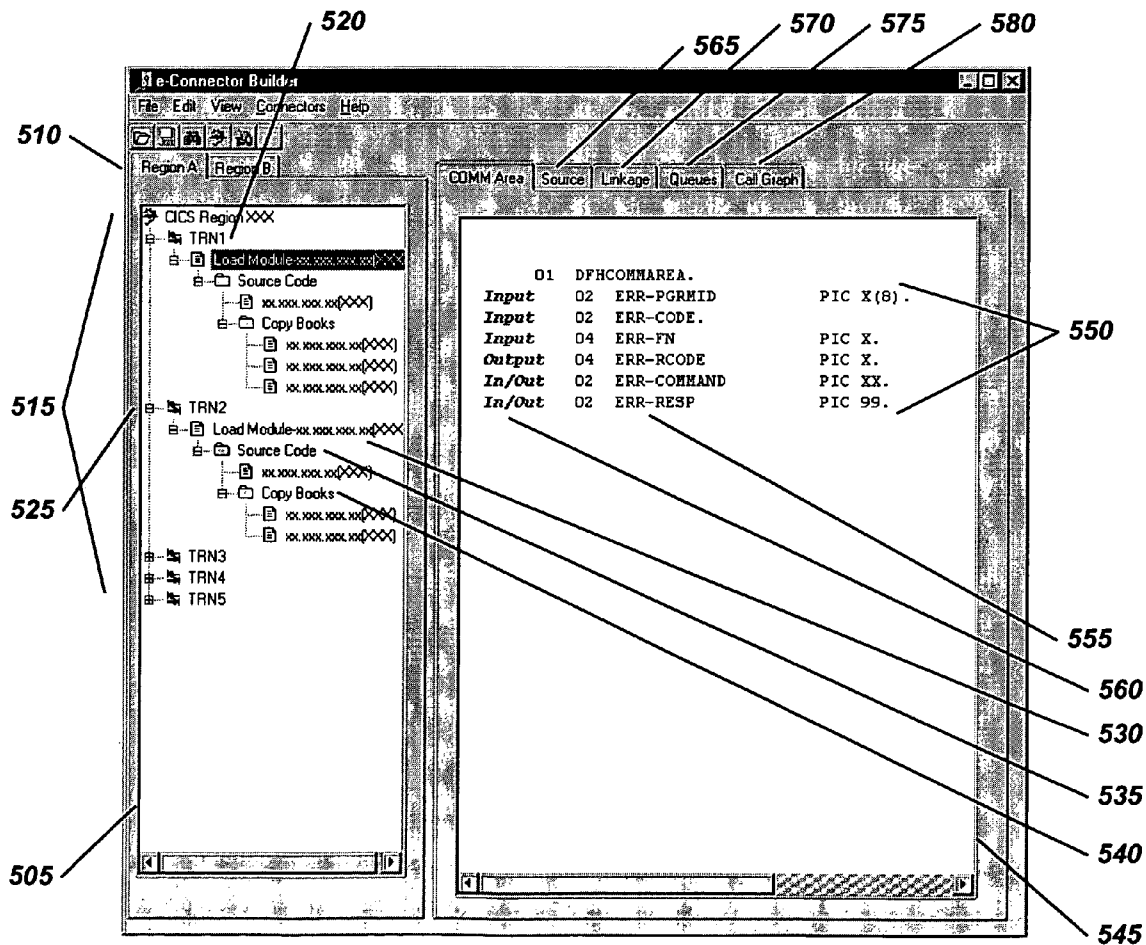 520
565
570
575
580
e-Connector Builder
File Edit View Connectors Help
510
Region A Region B
COMM Area Source Linkage Queues Call Graph
CICS Region XXX
TRN1
Load Module-xx.xxx.xxx.xx(XXX
Source Code
xx.xxx.xxx.xx(XXX)
Copy Books
xx.xxx.xxx.xx(XXX)
xx.xxx.xxx.xx(XXX)
xx.xxx.xxx.xx(XXX)
TRN2
Load Module-xx.xxx.xxx.xx(XXX
Source Code
xx.xxx.xxx.xx(XXX)
Copy Books
xx.xxx.xxx.xx(XXX)
xx.xxx.xxx.xx(XXX)
TRN3
TRN4
TRN5
515
525
505
01 DFHCOMMAREA.
Input 02 ERR-PGRMID PIC X(8).
Input 02 ERR-CODE.
Input 04 ERR-FN PIC X.
Output 04 ERR-RCODE PIC X.
In/Out 02 ERR-COMMAND PIC XX.
In/Out 02 ERR-RESP PIC 99.
550
555
560
530
535
540
545